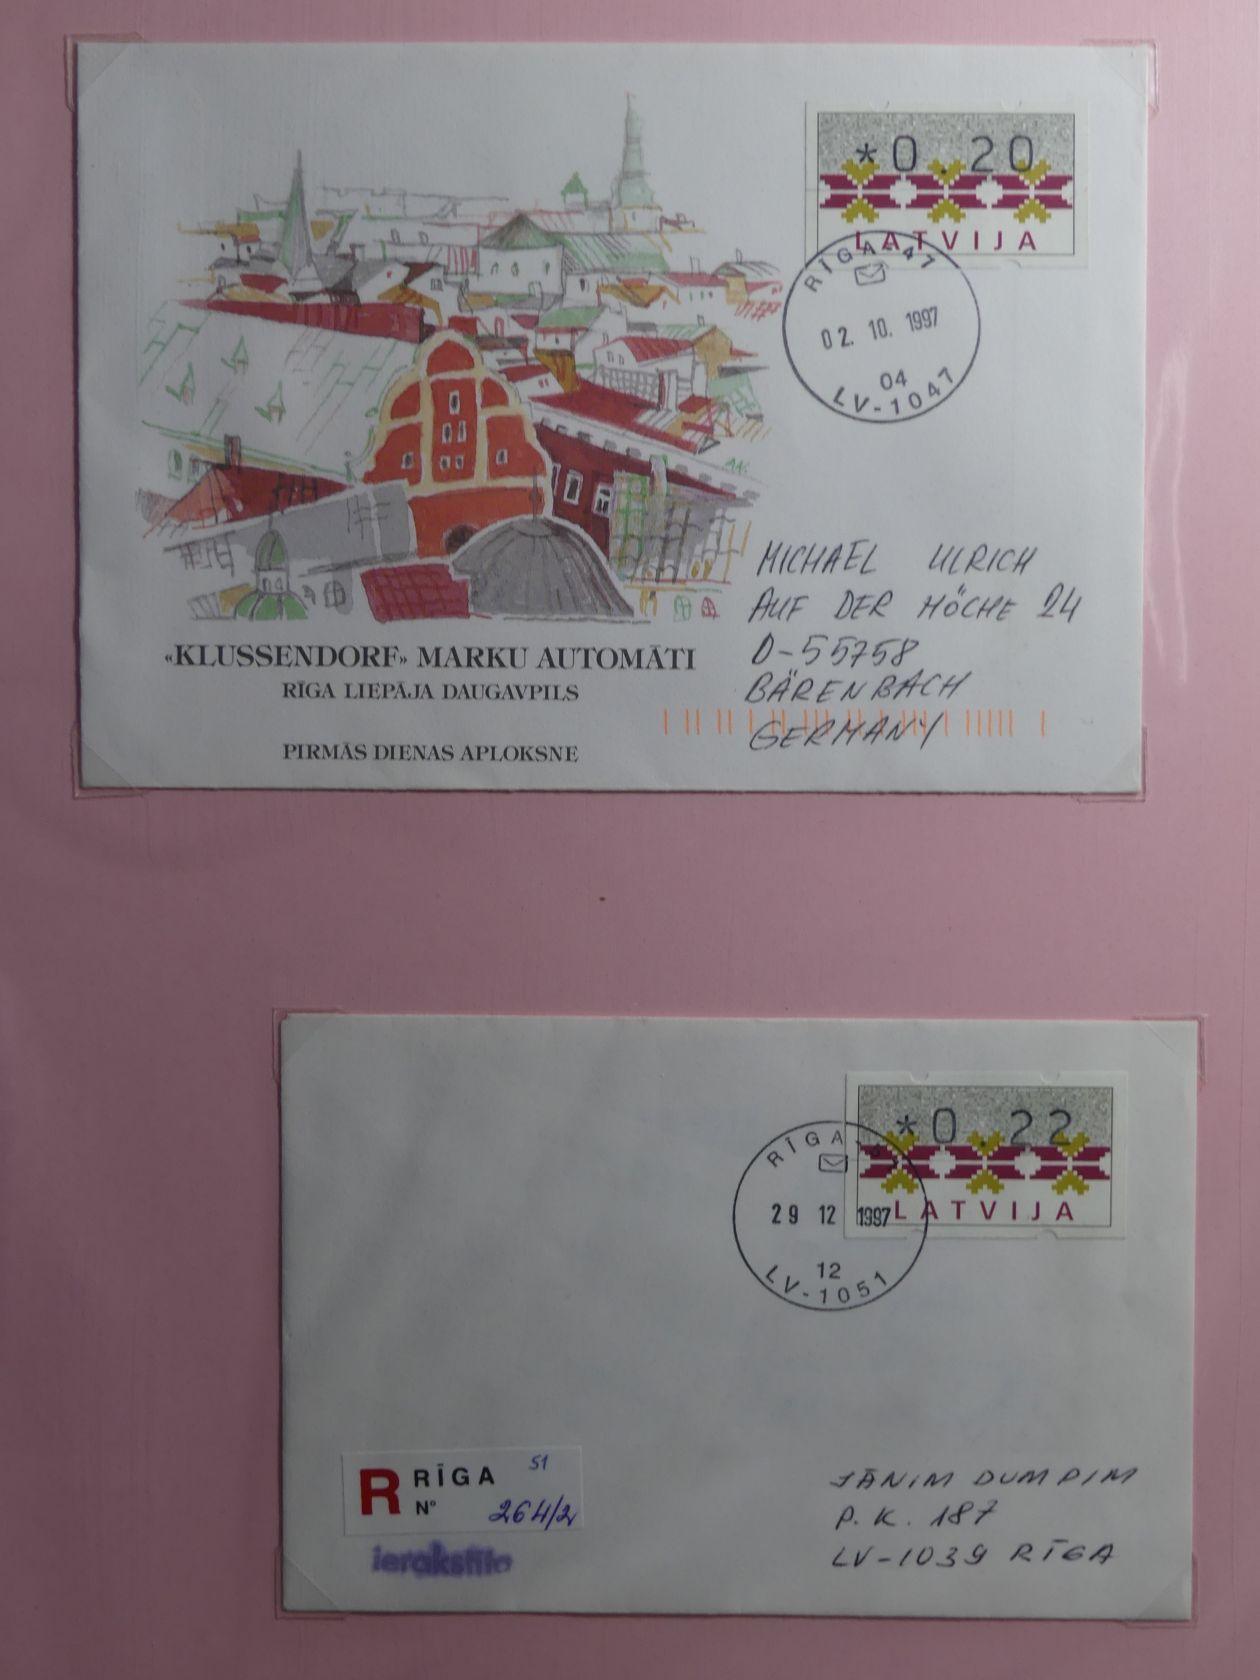 *0.20
LATVIJA
RĪGA-47
02. 10. 1997
04
LV-1047
MICHAEL ULRICH
AUF DER HÖCHE 24
D-55758
BÄRENBACH
GERMANY
«KLUSSENDORF» MARKU AUTOMĀTI
RĪGA LIEPĀJA DAUGAVPILS
PIRMĀS DIENAS APLOKSNE
*0.22
LATVIJA
RĪGA
29 12 1997
12
LV-1051
R RĪGA 51
Nº 264/2
ierakstīts
JĀNIM DUMPIM
P.K. 187
LV-1039 RĪGA